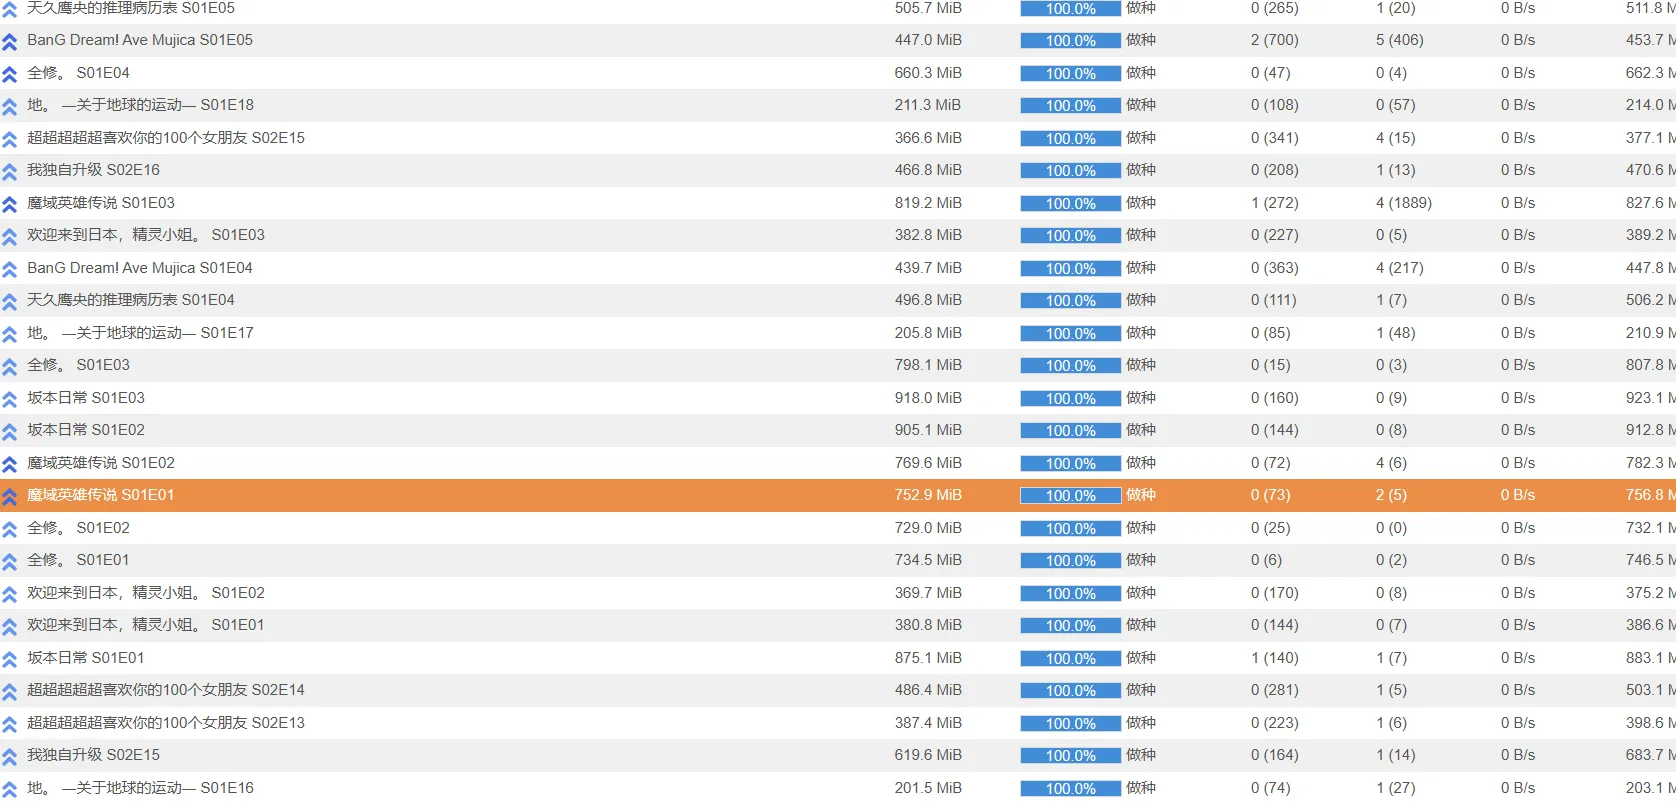 天久鹰央的推理病历表 S01E05 505.7 MiB 100.0% 做种 0 (265) 1 (20) 0 B/s 511.8 M
BanG Dream! Ave Mujica S01E05 447.0 MiB 100.0% 做种 2 (700) 5 (406) 0 B/s 453.7 M
全修。 S01E04 660.3 MiB 100.0% 做种 0 (47) 0 (4) 0 B/s 662.3 M
地。 —关于地球的运动— S01E18 211.3 MiB 100.0% 做种 0 (108) 0 (57) 0 B/s 214.0 M
超超超超超喜欢你的100个女朋友 S02E15 366.6 MiB 100.0% 做种 0 (341) 4 (15) 0 B/s 377.1 M
我独自升级 S02E16 466.8 MiB 100.0% 做种 0 (208) 1 (13) 0 B/s 470.6 M
魔域英雄传说 S01E03 819.2 MiB 100.0% 做种 1 (272) 4 (1889) 0 B/s 827.6 M
欢迎来到日本，精灵小姐。 S01E03 382.8 MiB 100.0% 做种 0 (227) 0 (5) 0 B/s 389.2 M
BanG Dream! Ave Mujica S01E04 439.7 MiB 100.0% 做种 0 (363) 4 (217) 0 B/s 447.8 M
天久鹰央的推理病历表 S01E04 496.8 MiB 100.0% 做种 0 (111) 1 (7) 0 B/s 506.2 M
地。 —关于地球的运动— S01E17 205.8 MiB 100.0% 做种 0 (85) 1 (48) 0 B/s 210.9 M
全修。 S01E03 798.1 MiB 100.0% 做种 0 (15) 0 (3) 0 B/s 807.8 M
坂本日常 S01E03 918.0 MiB 100.0% 做种 0 (160) 0 (9) 0 B/s 923.1 M
坂本日常 S01E02 905.1 MiB 100.0% 做种 0 (144) 0 (8) 0 B/s 912.8 M
魔域英雄传说 S01E02 769.6 MiB 100.0% 做种 0 (72) 4 (6) 0 B/s 782.3 M
魔域英雄传说 S01E01 752.9 MiB 100.0% 做种 0 (73) 2 (5) 0 B/s 756.8 M
全修。 S01E02 729.0 MiB 100.0% 做种 0 (25) 0 (0) 0 B/s 732.1 M
全修。 S01E01 734.5 MiB 100.0% 做种 0 (6) 0 (2) 0 B/s 746.5 M
欢迎来到日本，精灵小姐。 S01E02 369.7 MiB 100.0% 做种 0 (170) 0 (8) 0 B/s 375.2 M
欢迎来到日本，精灵小姐。 S01E01 380.8 MiB 100.0% 做种 0 (144) 0 (7) 0 B/s 386.6 M
坂本日常 S01E01 875.1 MiB 100.0% 做种 1 (140) 1 (7) 0 B/s 883.1 M
超超超超超喜欢你的100个女朋友 S02E14 486.4 MiB 100.0% 做种 0 (281) 1 (5) 0 B/s 503.1 M
超超超超超喜欢你的100个女朋友 S02E13 387.4 MiB 100.0% 做种 0 (223) 1 (6) 0 B/s 398.6 M
我独自升级 S02E15 619.6 MiB 100.0% 做种 0 (164) 1 (14) 0 B/s 683.7 M
地。 —关于地球的运动— S01E16 201.5 MiB 100.0% 做种 0 (74) 1 (27) 0 B/s 203.1 M